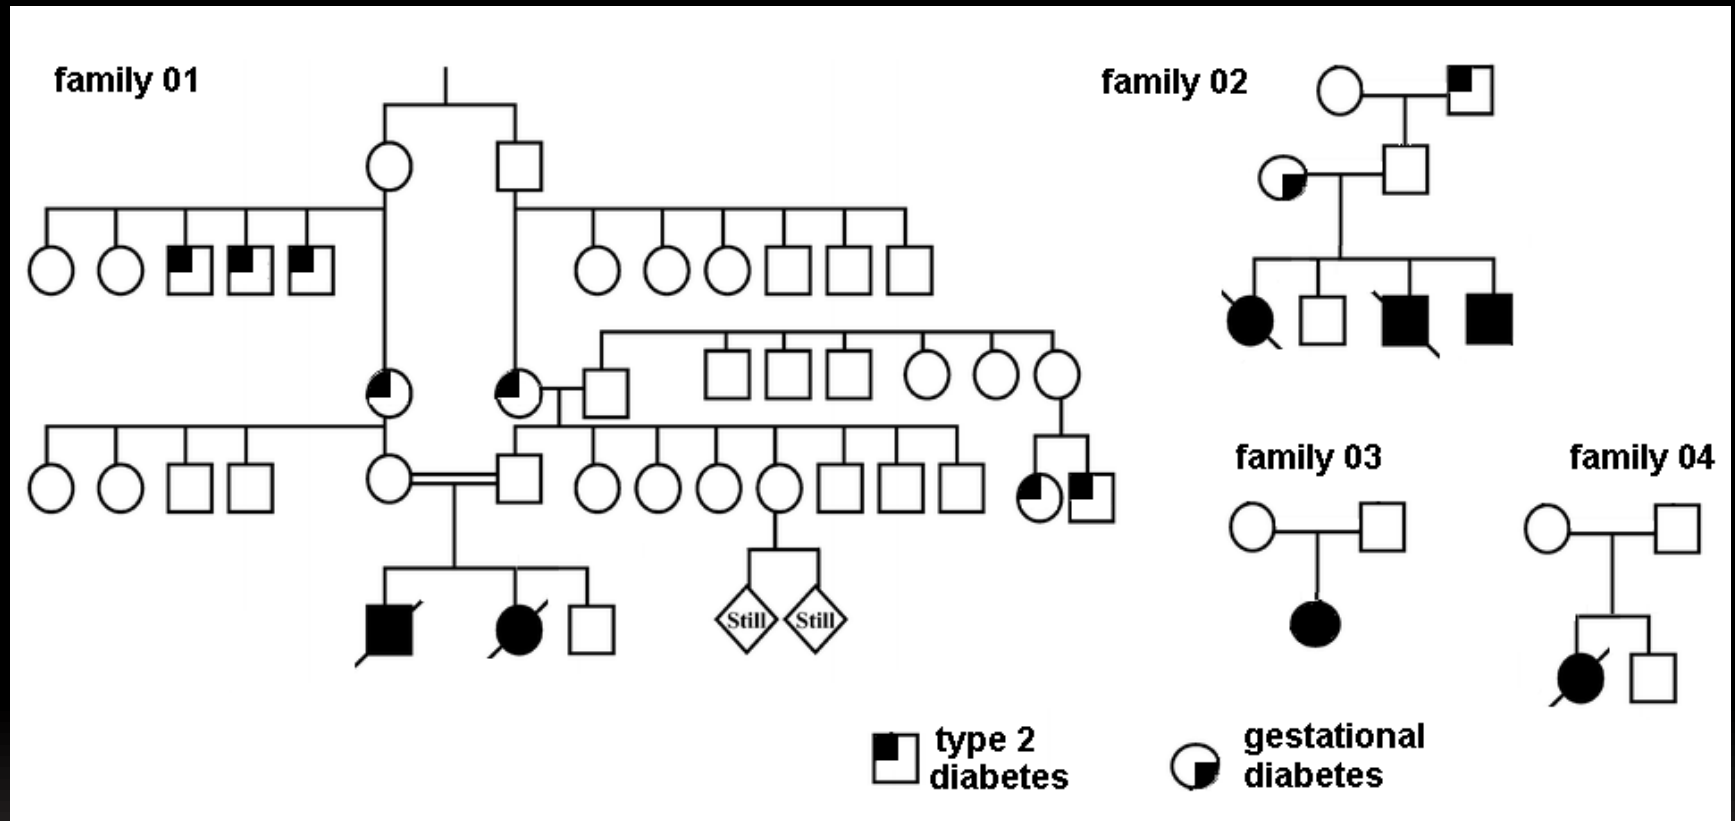 family 01
family 02
family 03
family 04
Still
Still
type 2
diabetes
gestational
diabetes